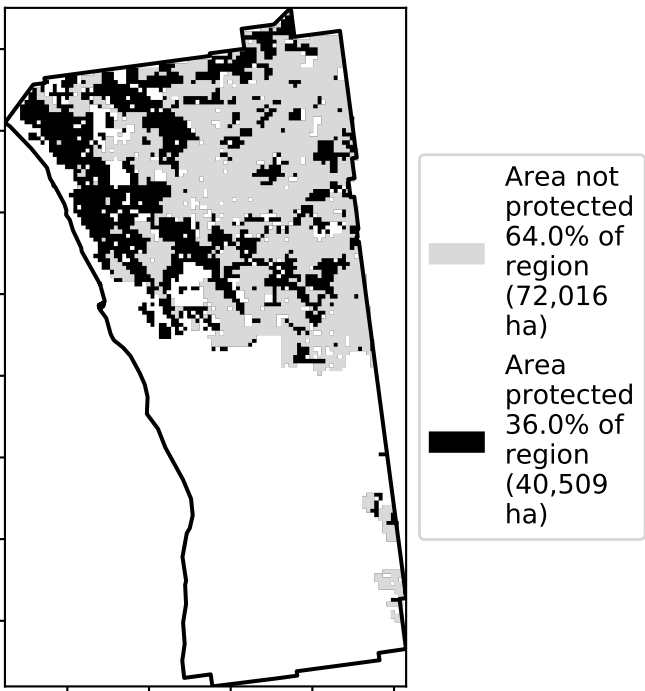 Area not
protected
64.0% of
region
(72,016
ha)
Area
protected
36.0% of
region
(40,509
ha)